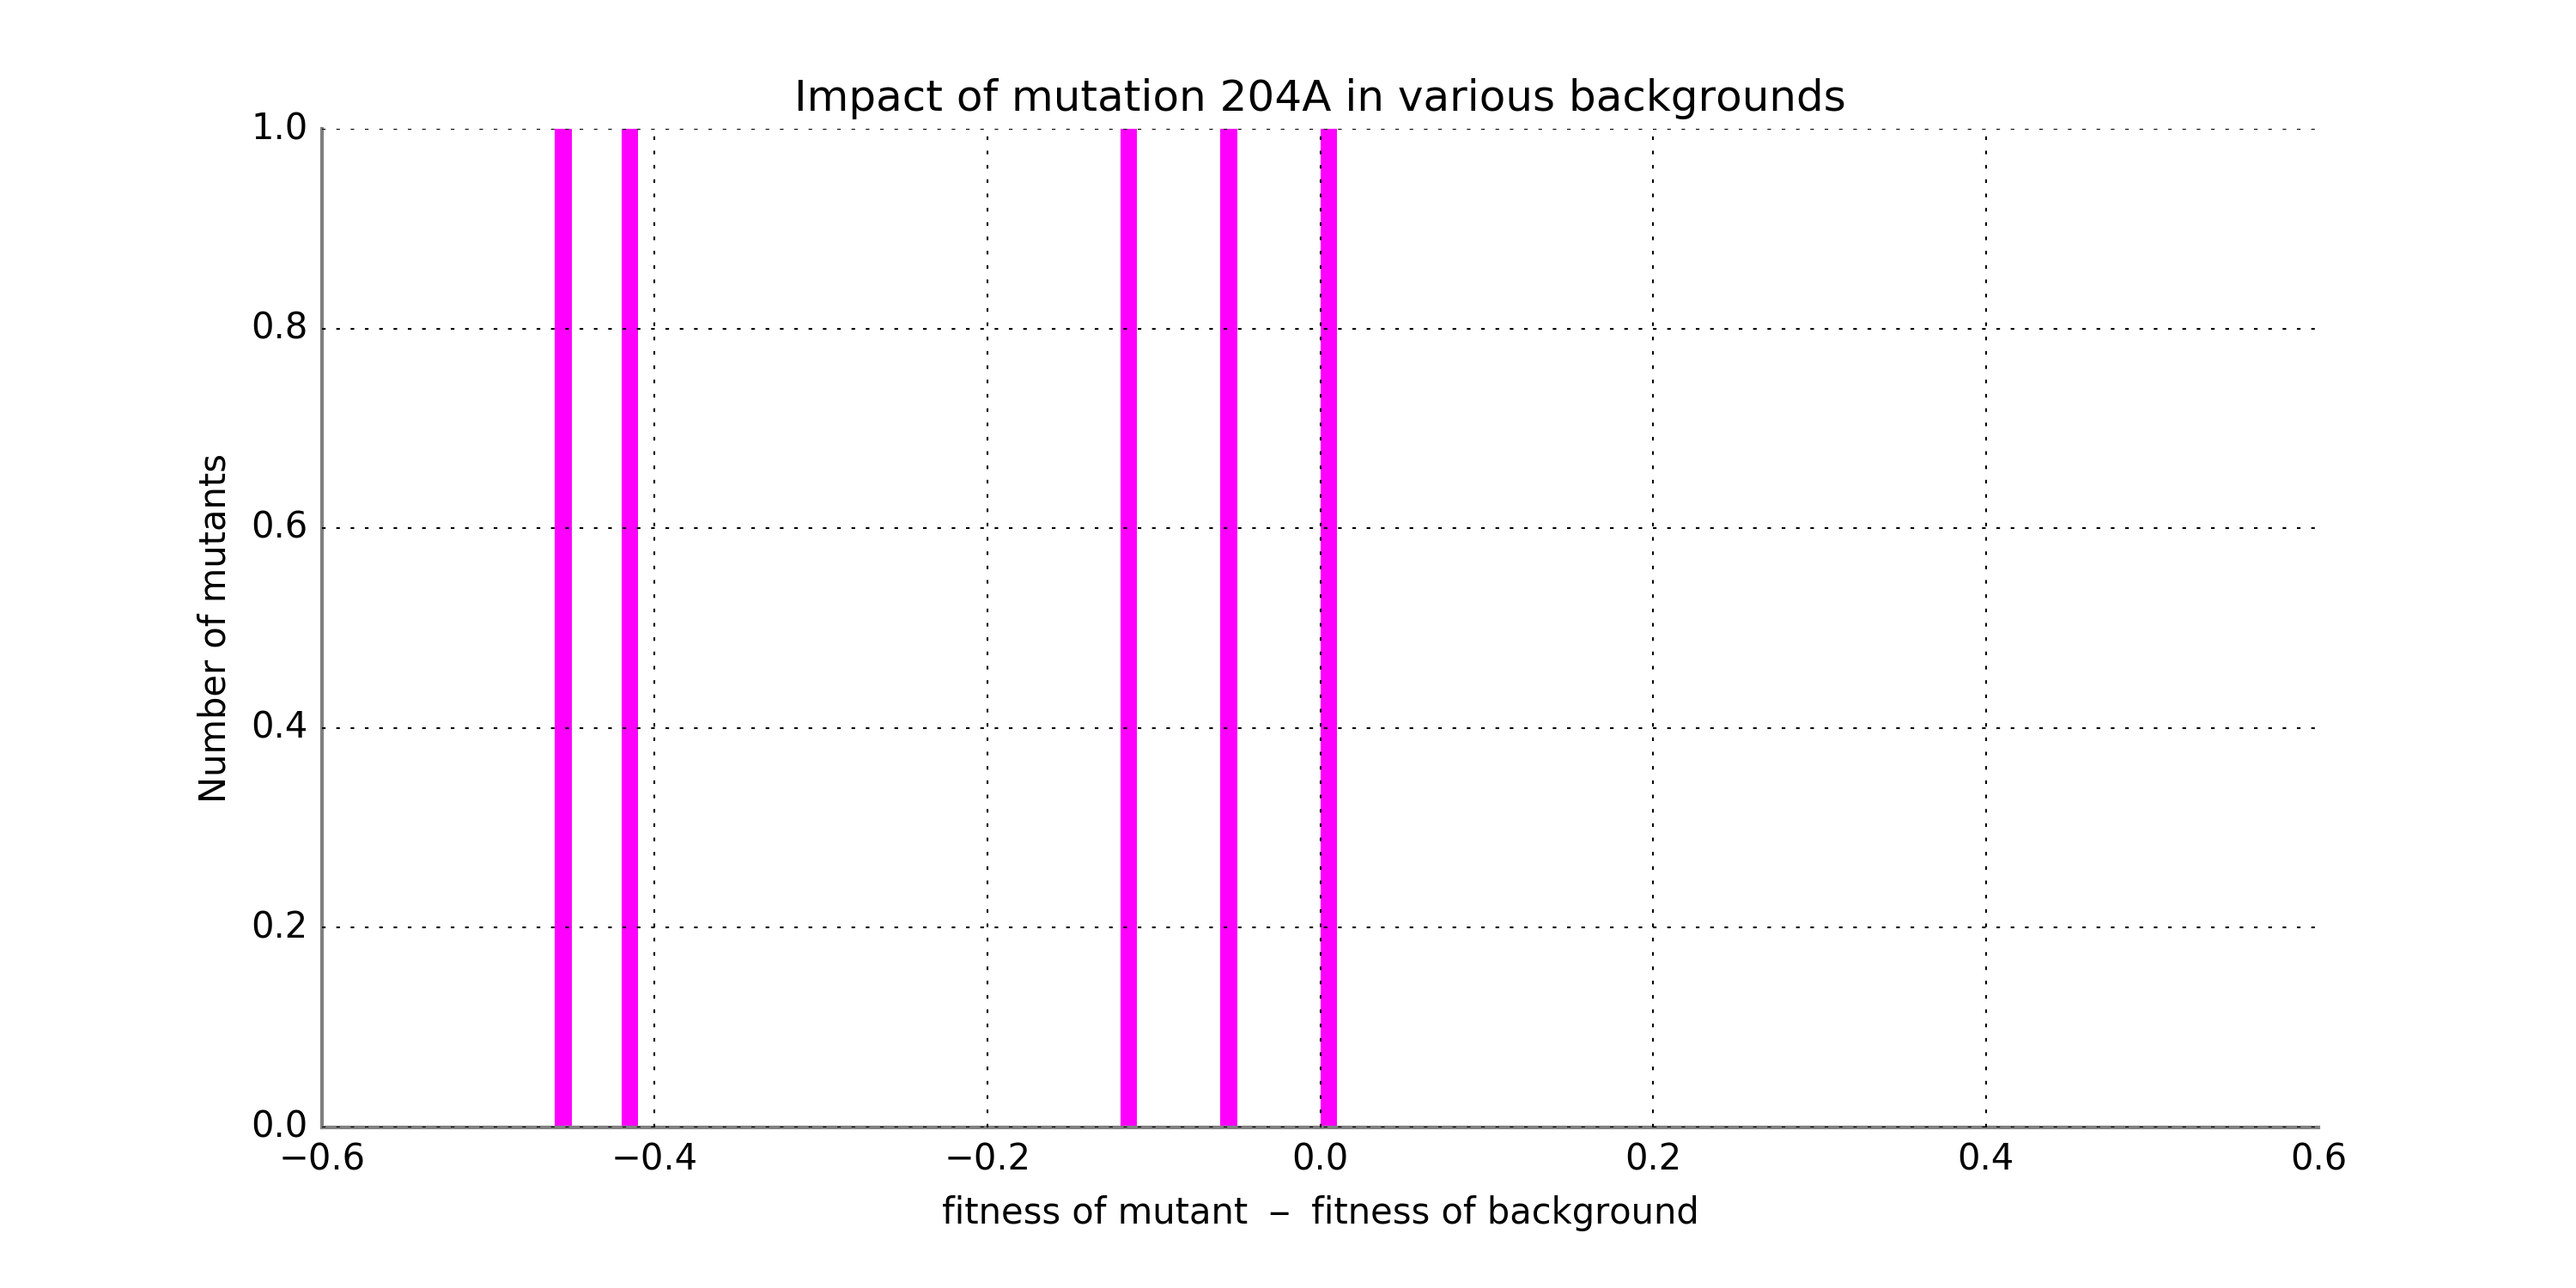 Impact of mutation 204A in various backgrounds
1.0
0.8
0.6
0.4
0.2
0.0
Number of mutants
−0.6 −0.4 −0.2 0.0 0.2 0.4 0.6
fitness of mutant − fitness of background